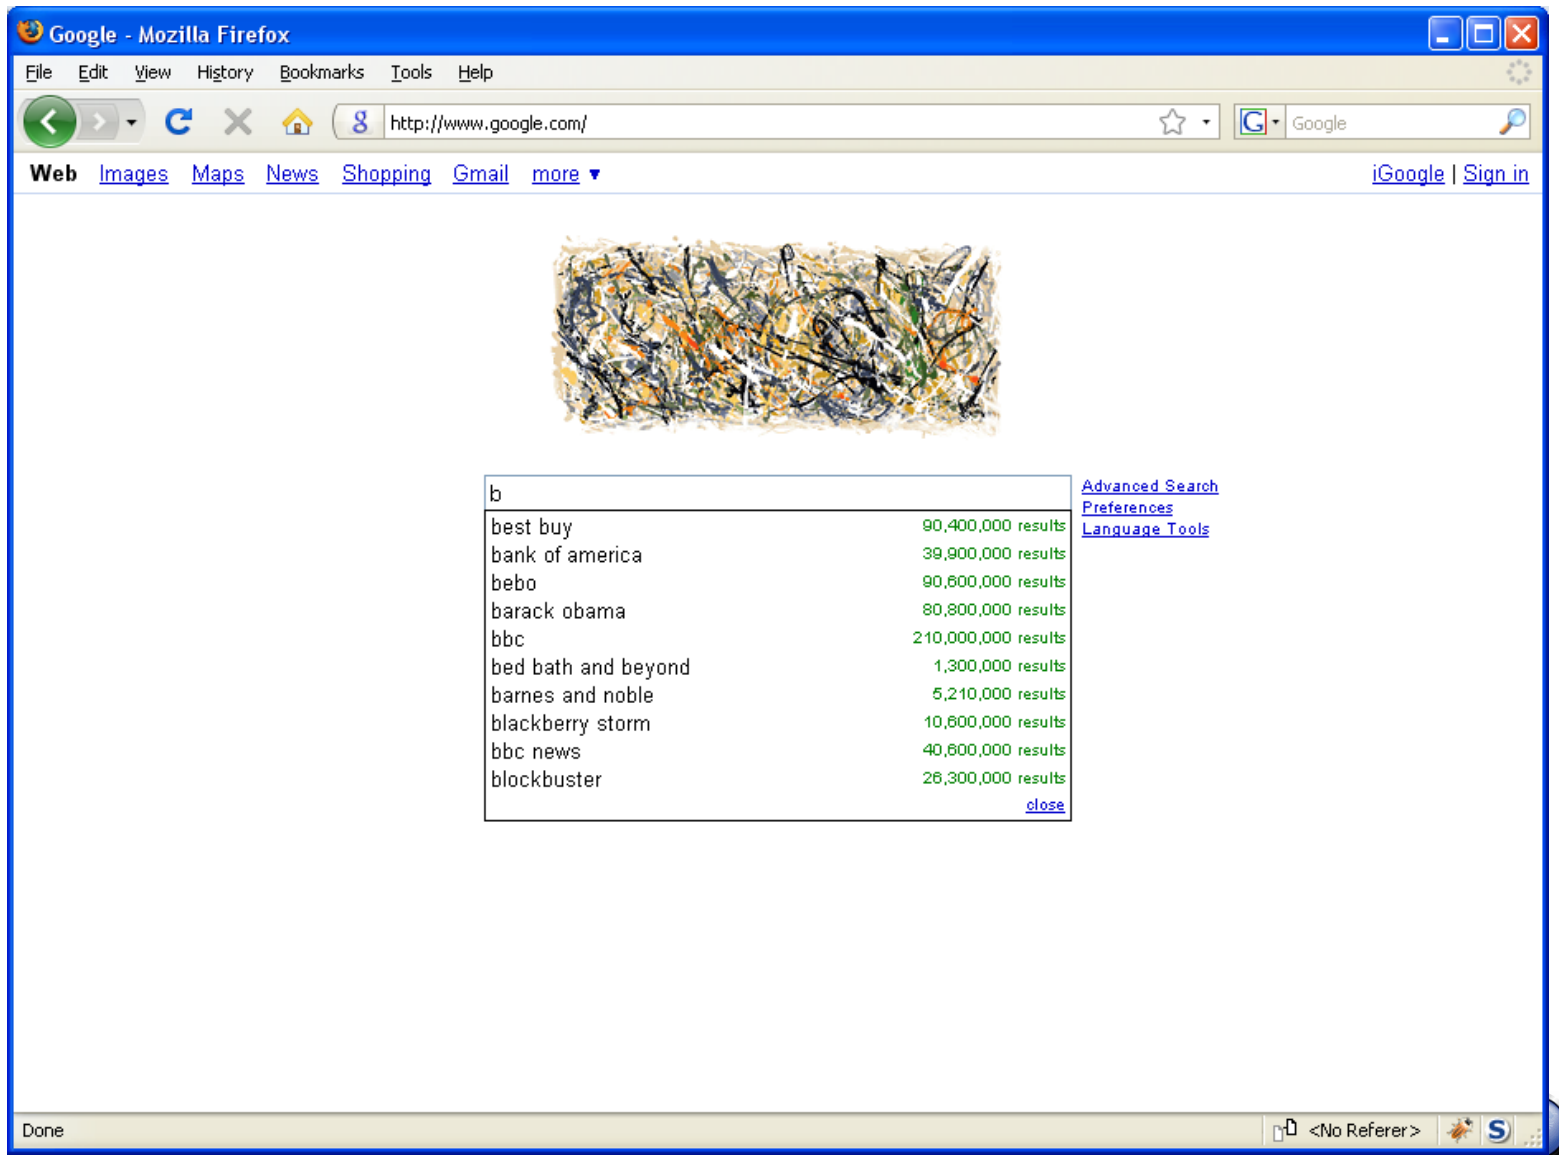 Google - Mozilla Firefox
File Edit View History Bookmarks Tools Help
g http://www.google.com/ G Google
Web Images Maps News Shopping Gmail more ▼ iGoogle | Sign in
b
Advanced Search
Preferences
Language Tools
best buy 90,400,000 results
bank of america 39,900,000 results
bebo 90,600,000 results
barack obama 80,800,000 results
bbc 210,000,000 results
bed bath and beyond 1,300,000 results
barnes and noble 5,210,000 results
blackberry storm 10,600,000 results
bbc news 40,600,000 results
blockbuster 26,300,000 results
close
Done <No Referer> S